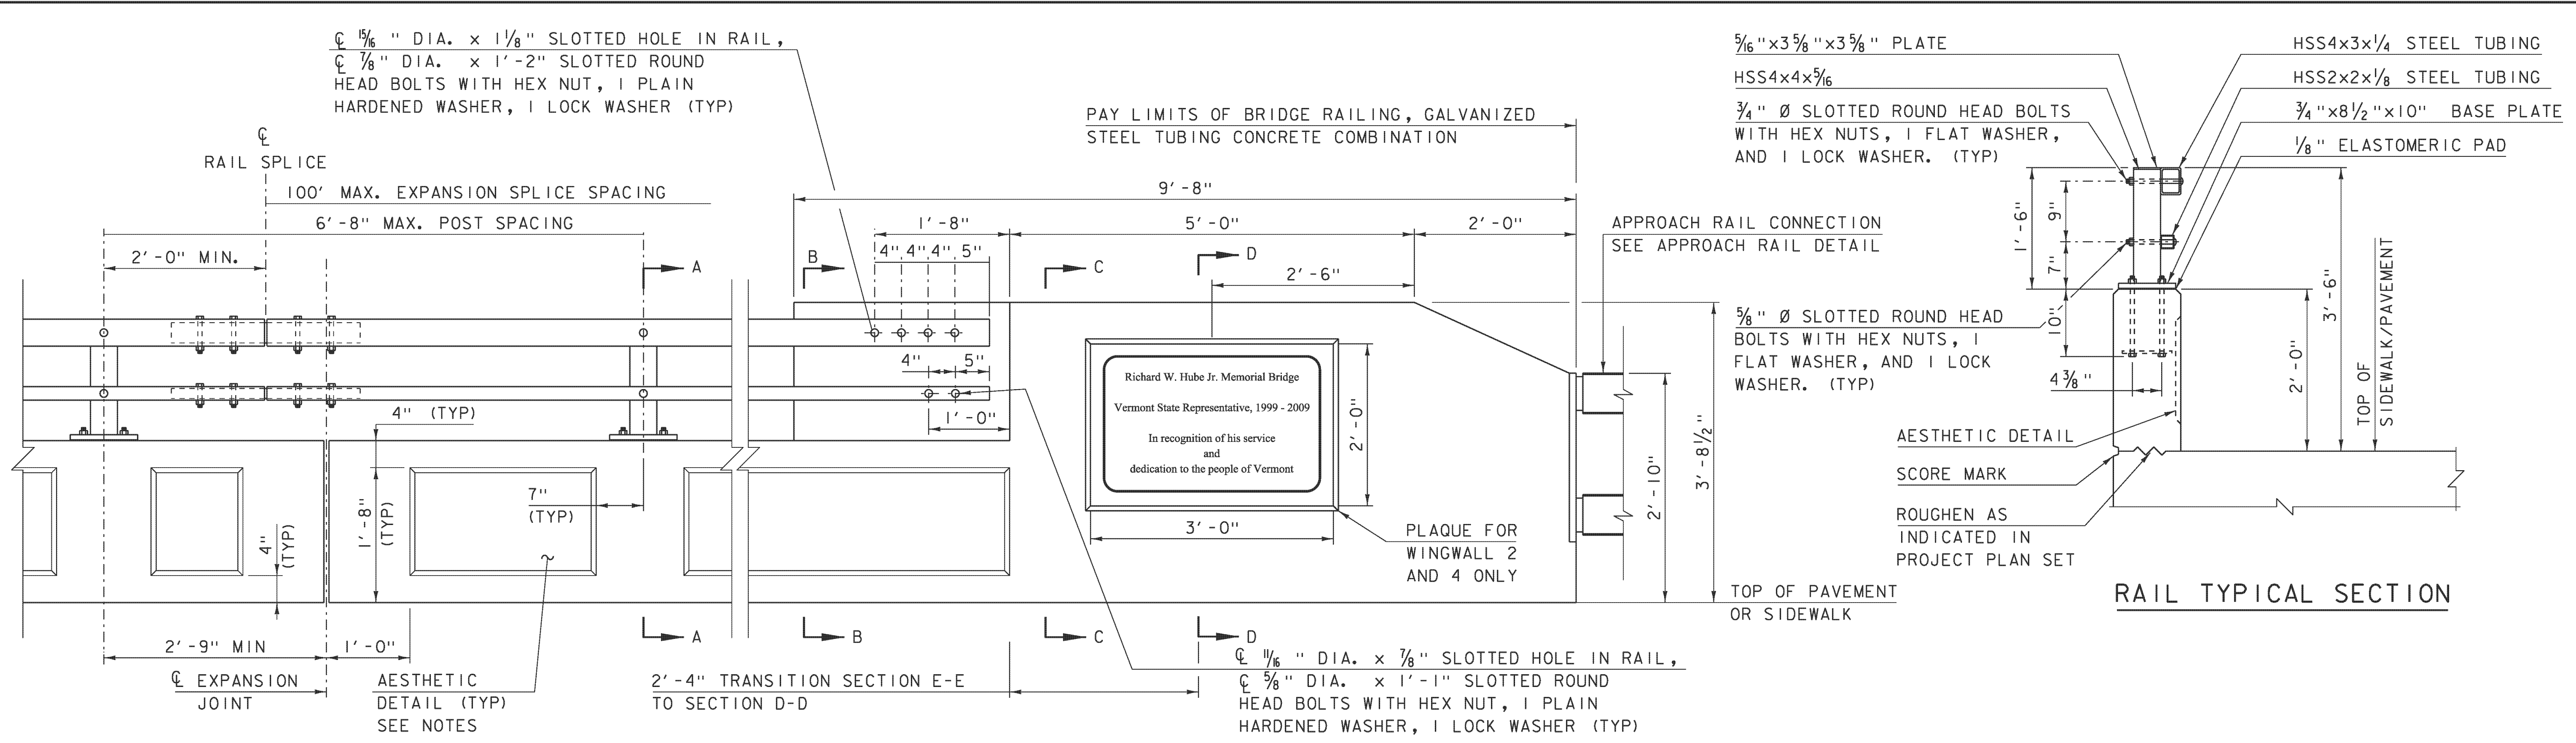 ℄ 15/16 " DIA. x 1 1/8" SLOTTED HOLE IN RAIL,
℄ 7/8" DIA. x 1'-2" SLOTTED ROUND
HEAD BOLTS WITH HEX NUT, 1 PLAIN
HARDENED WASHER, 1 LOCK WASHER (TYP)
℄
RAIL SPLICE
100' MAX. EXPANSION SPLICE SPACING
6'-8" MAX. POST SPACING
2'-0" MIN.
A
B
PAY LIMITS OF BRIDGE RAILING, GALVANIZED
STEEL TUBING CONCRETE COMBINATION
9'-8"
1'-8"
5'-0"
2'-0"
4" 4" 4" 5"
C
D
2'-6"
APPROACH RAIL CONNECTION
SEE APPROACH RAIL DETAIL
4" 5"
1'-0"
4" (TYP)
7"
(TYP)
1'-8"
(TYP)
4"
(TYP)
Richard W. Hube Jr. Memorial Bridge
Vermont State Representative, 1999 - 2009
In recognition of his service
and
dedication to the people of Vermont
2'-0"
3'-0"
PLAQUE FOR
WINGWALL 2
AND 4 ONLY
2'-10"
3'-8 1/2"
TOP OF PAVEMENT
OR SIDEWALK
A
B
C
D
2'-9" MIN
1'-0"
℄ EXPANSION
JOINT
AESTHETIC
DETAIL (TYP)
SEE NOTES
2'-4" TRANSITION SECTION E-E
TO SECTION D-D
℄ 11/16 " DIA. x 7/8" SLOTTED HOLE IN RAIL,
℄ 5/8" DIA. x 1'-1" SLOTTED ROUND
HEAD BOLTS WITH HEX NUT, 1 PLAIN
HARDENED WASHER, 1 LOCK WASHER (TYP)
5/16"x3 5/8"x3 5/8" PLATE
HSS4x4x5/16
3/4" Ø SLOTTED ROUND HEAD BOLTS
WITH HEX NUTS, 1 FLAT WASHER,
AND 1 LOCK WASHER. (TYP)
5/8" Ø SLOTTED ROUND HEAD
BOLTS WITH HEX NUTS, 1
FLAT WASHER, AND 1 LOCK
WASHER. (TYP)
HSS4x3x1/4 STEEL TUBING
HSS2x2x1/8 STEEL TUBING
3/4"x8 1/2"x10" BASE PLATE
1/8" ELASTOMERIC PAD
1'-6"
9"
7"
10"
4 3/8"
3'-6"
2'-0"
TOP OF
SIDEWALK/PAVEMENT
AESTHETIC DETAIL
SCORE MARK
ROUGHEN AS
INDICATED IN
PROJECT PLAN SET
RAIL TYPICAL SECTION